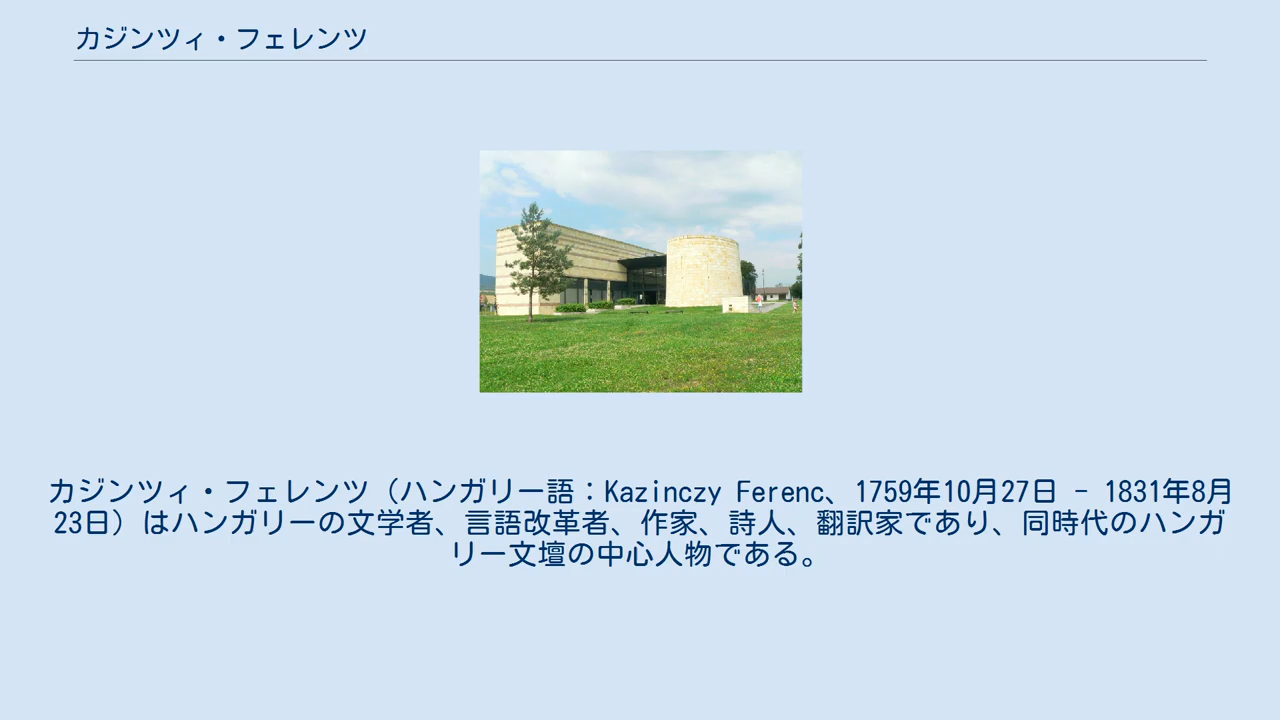 カジンツィ・フェレンツ
カジンツィ・フェレンツ（ハンガリー語：Kazinczy Ferenc、1759年10月27日 - 1831年8月
23日）はハンガリーの文学者、言語改革者、作家、詩人、翻訳家であり、同時代のハンガ
リー文壇の中心人物である。